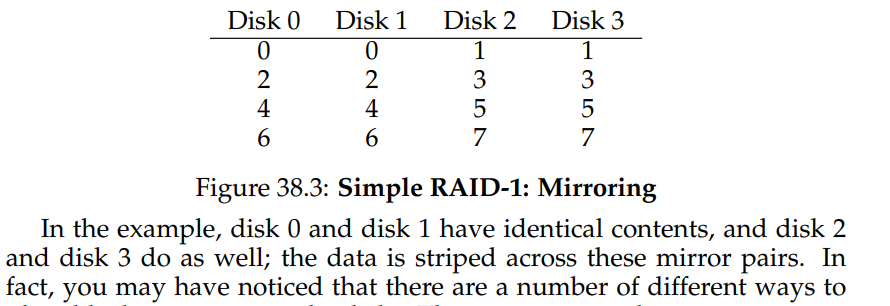 Disk 0 Disk 1 Disk 2 Disk 3
0 0 1 1
2 2 3 3
4 4 5 5
6 6 7 7
Figure 38.3: Simple RAID-1: Mirroring
In the example, disk 0 and disk 1 have identical contents, and disk 2
and disk 3 do as well; the data is striped across these mirror pairs. In
fact, you may have noticed that there are a number of different ways to